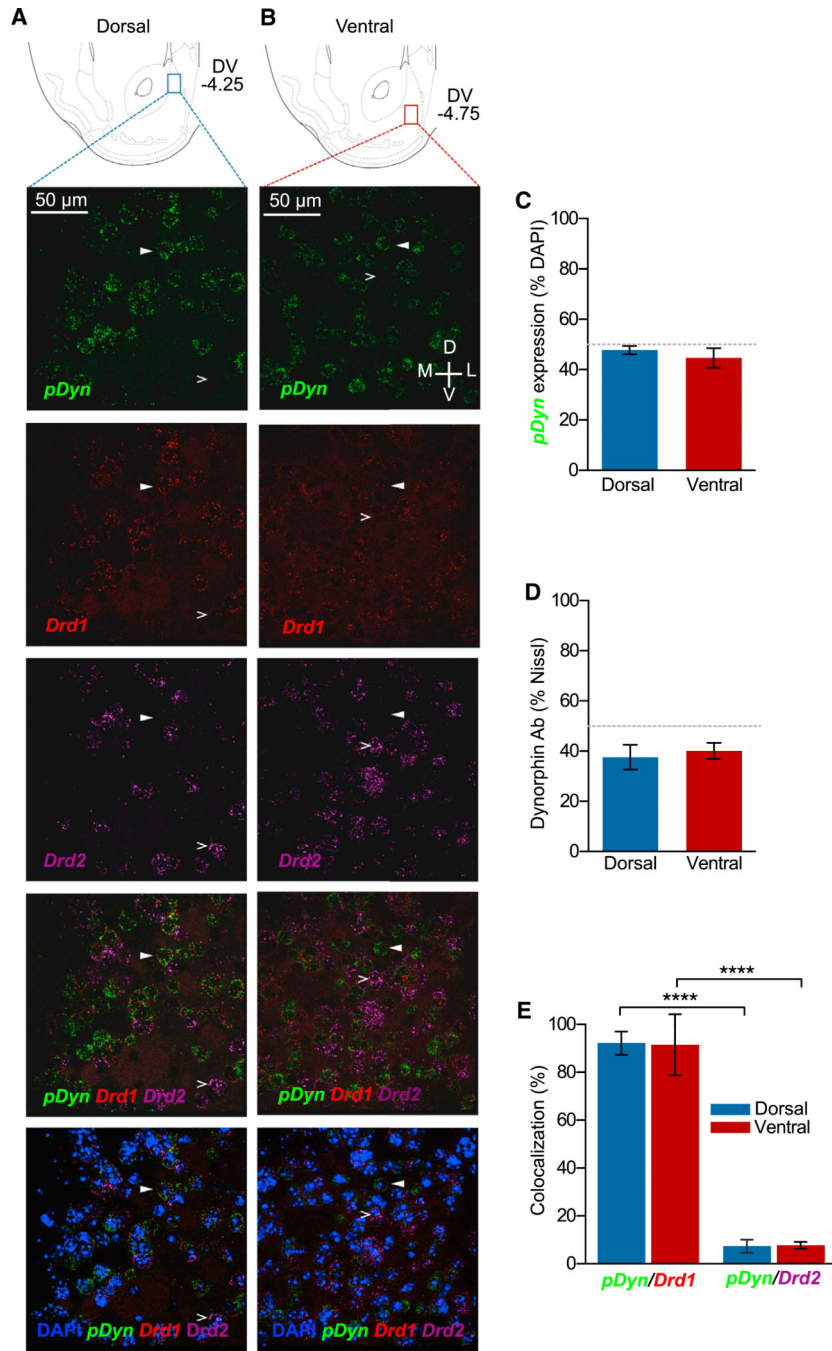 A
Dorsal
DV
-4.25
50 µm
pDyn
Drd1
Drd2
pDyn Drd1 Drd2
DAPI pDyn Drd1 Drd2
B
Ventral
DV
-4.75
50 µm
D
M L
V
pDyn
Drd1
Drd2
pDyn Drd1 Drd2
DAPI pDyn Drd1 Drd2
C
pDyn expression (% DAPI)
100
80
60
40
20
0
Dorsal Ventral
D
Dynorphin Ab (% Nissl)
100
80
60
40
20
0
Dorsal Ventral
E
****
****
Colocalization (%)
100
80
60
40
20
0
Dorsal
Ventral
pDyn/Drd1 pDyn/Drd2